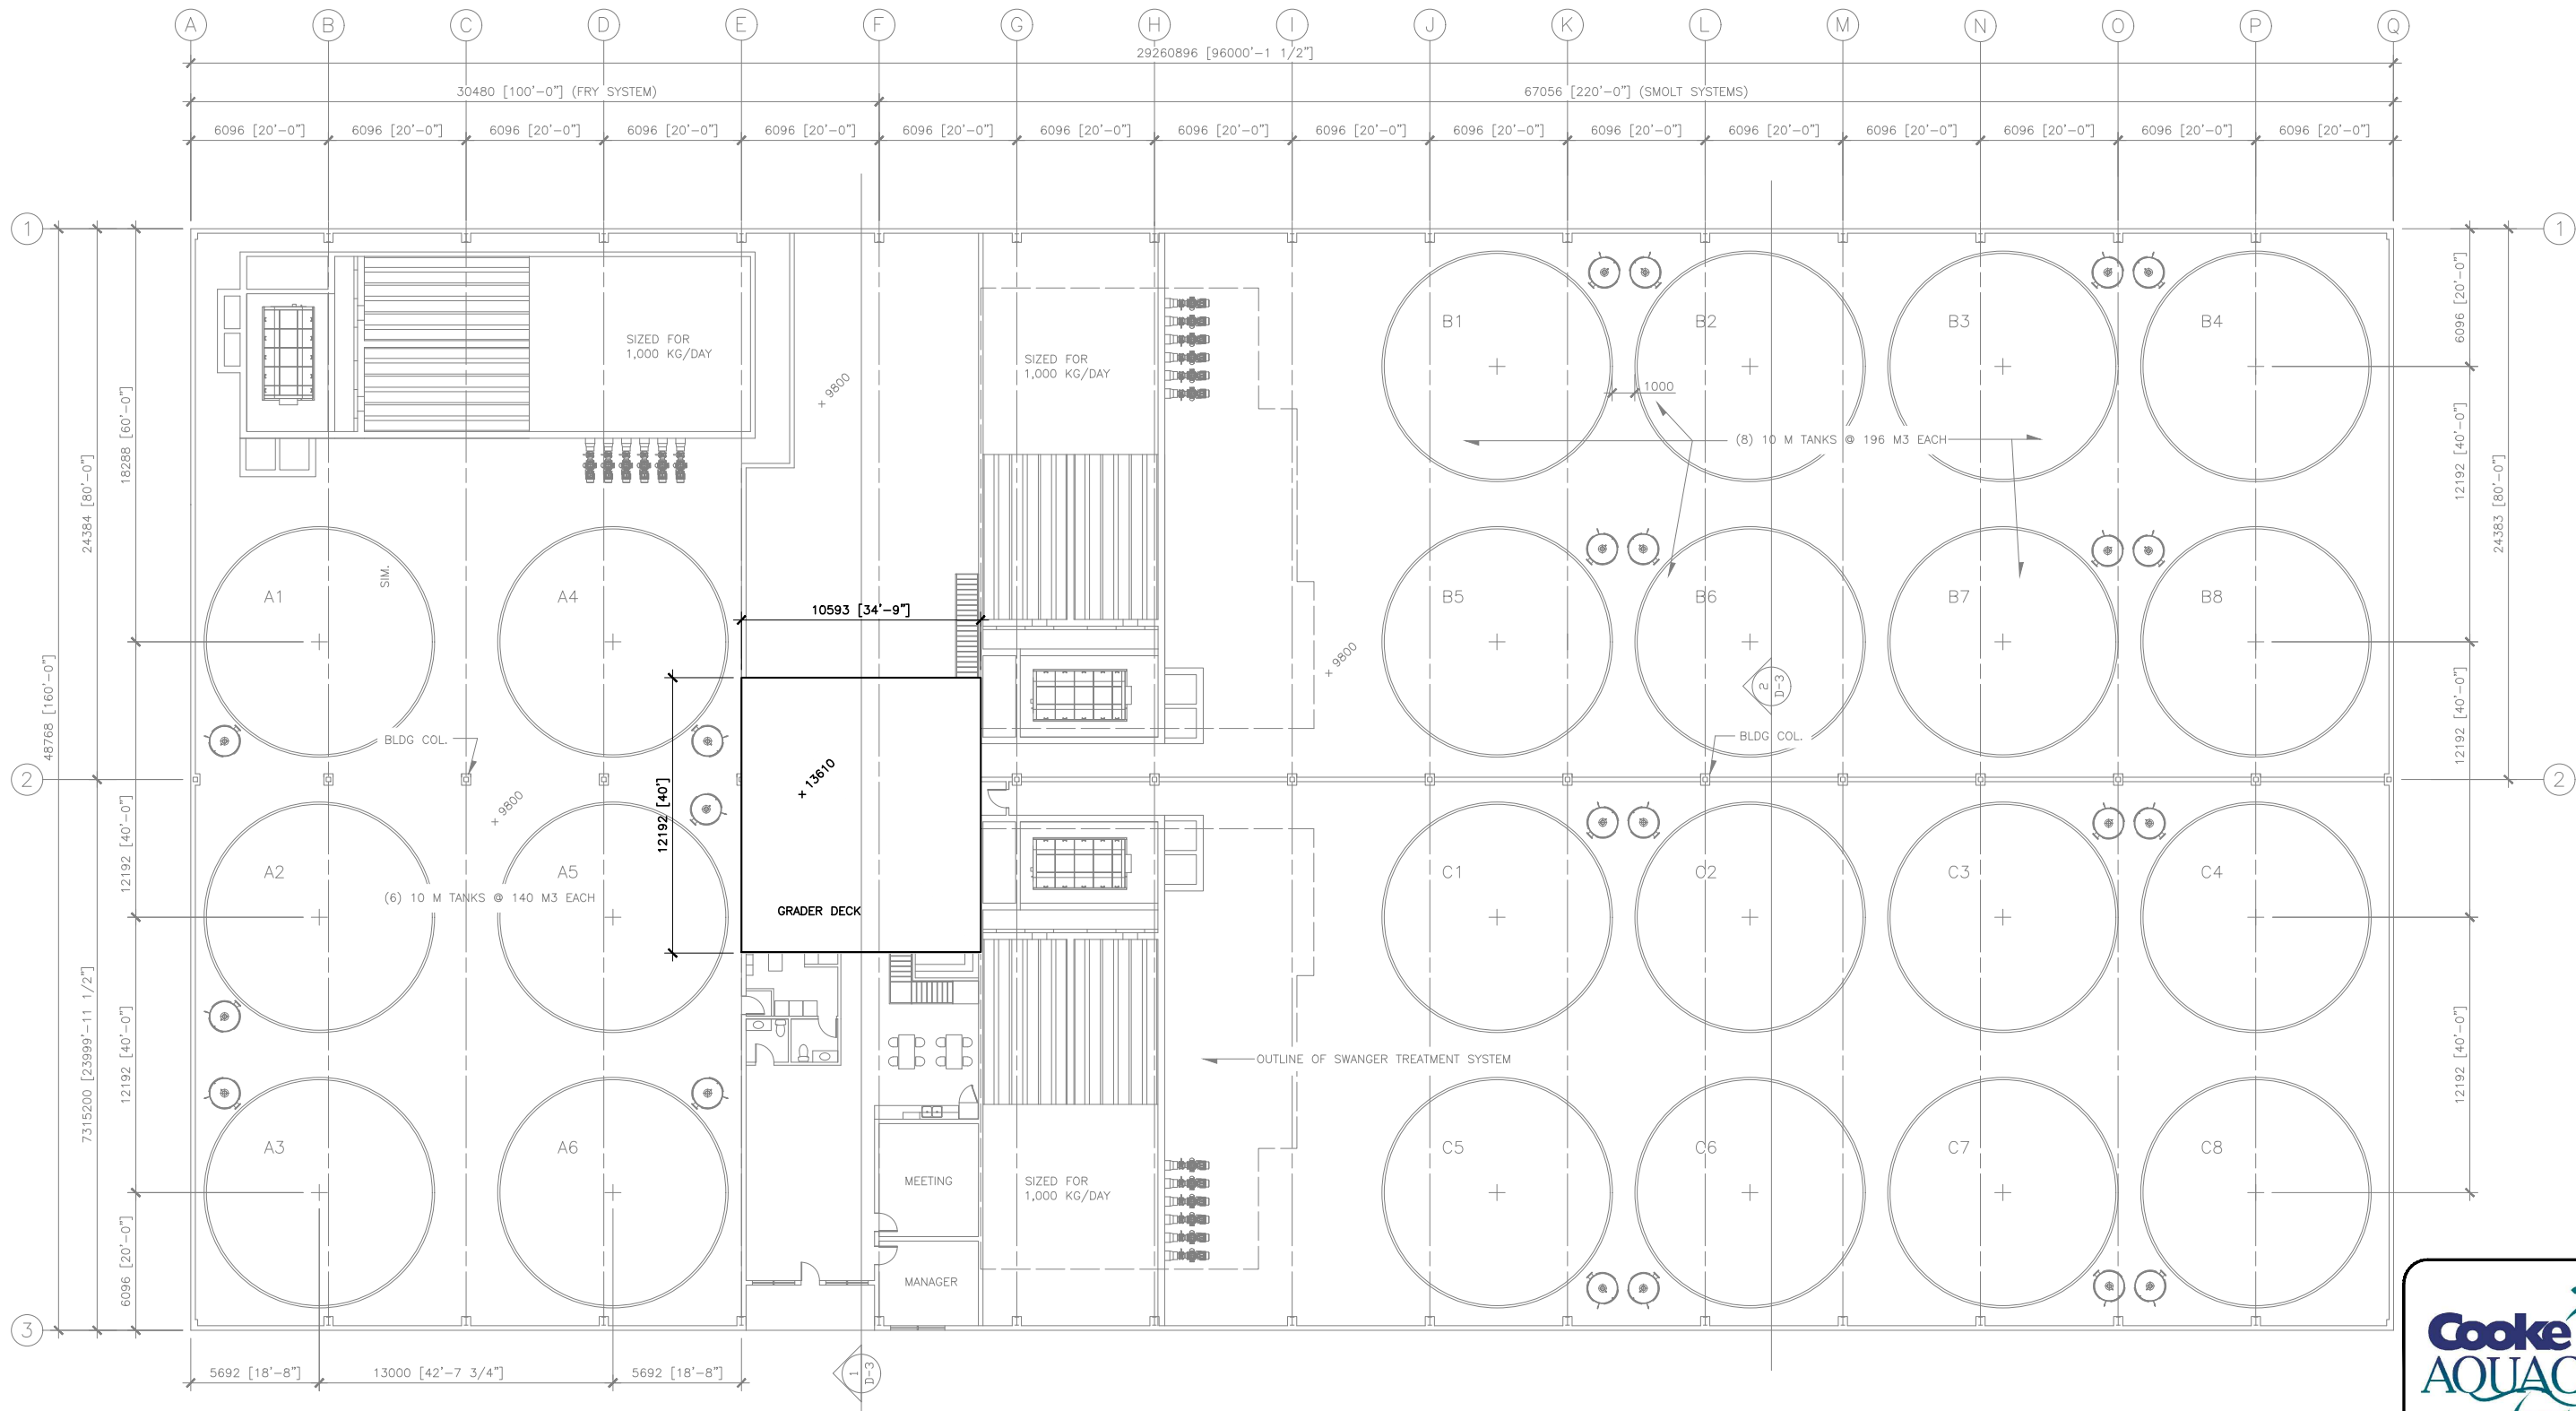 A B C D E F G H I J K L M N O P Q
29260896 [96000'-1 1/2"]
30480 [100'-0"] (FRY SYSTEM)
67056 [220'-0"] (SMOLT SYSTEMS)
6096 [20'-0"] 6096 [20'-0"] 6096 [20'-0"] 6096 [20'-0"] 6096 [20'-0"] 6096 [20'-0"] 6096 [20'-0"] 6096 [20'-0"] 6096 [20'-0"] 6096 [20'-0"] 6096 [20'-0"] 6096 [20'-0"] 6096 [20'-0"] 6096 [20'-0"] 6096 [20'-0"] 6096 [20'-0"]
1
1
2
2
3
48768 [160'-0"]
24384 [80'-0"]
7315200 [23999'-11 1/2"]
18288 [60'-0"]
12192 [40'-0"]
12192 [40'-0"]
6096 [20'-0"]
SIZED FOR
1,000 KG/DAY
+ 9800
SIZED FOR
1,000 KG/DAY
B1
B2
B3
B4
1000
(8) 10 M TANKS @ 196 M3 EACH
6096 [20'-0"]
12192 [40'-0"]
24383 [80'-0"]
12192 [40'-0"]
12192 [40'-0"]
A1
SIM.
A4
B5
B6
B7
B8
10593 [34'-9"]
+ 9800
2
D-3
BLDG COL.
BLDG COL.
12192 [40']
+ 13610
+ 9800
GRADER DECK
A2
A5
(6) 10 M TANKS @ 140 M3 EACH
C1
C2
C3
C4
OUTLINE OF SWANGER TREATMENT SYSTEM
A3
A6
MEETING
SIZED FOR
1,000 KG/DAY
C5
C6
C7
C8
MANAGER
5692 [18'-8"]
13000 [42'-7 3/4"]
5692 [18'-8"]
1
D-3
Cooke
AQUAC